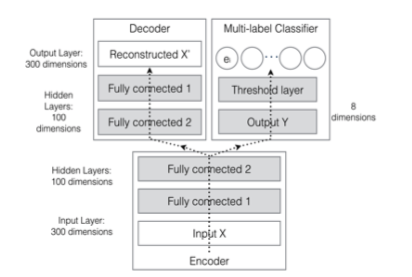 Decoder
Multi-label Classifier
Output Layer:
300 dimensions
Reconstructed X'
eᵢ
Hidden
Layers:
100
dimensions
Fully connected 1
Fully connected 2
Threshold layer
Output Y
8
dimensions
Hidden Layers:
100 dimensions
Fully connected 2
Fully connected 1
Input Layer:
300 dimensions
Input X
Encoder